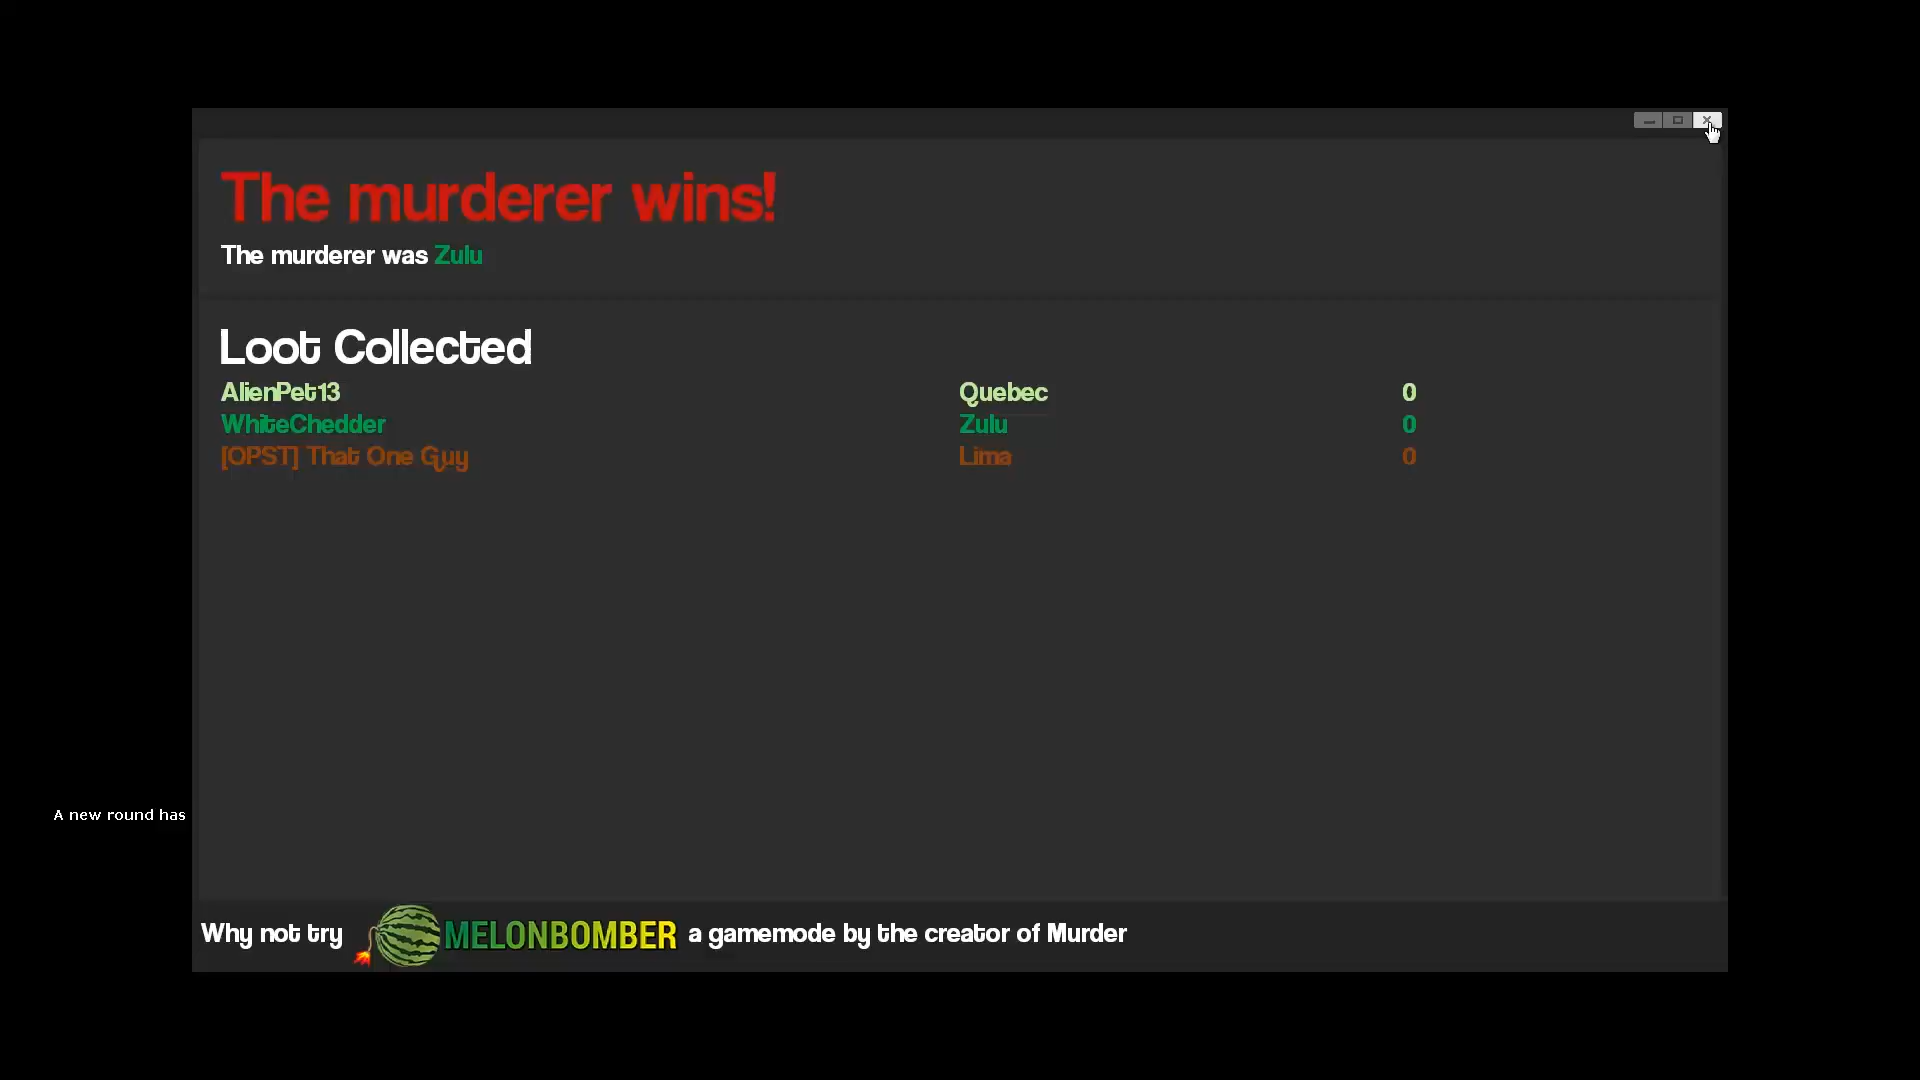 The murderer wins!
The murderer was Zulu
Loot Collected
AlienPet13 Quebec 0
WhiteChedder Zulu 0
[OPST] That One Guy Lima 0
A new round has
Why not try MELONBOMBER a gamemode by the creator of Murder